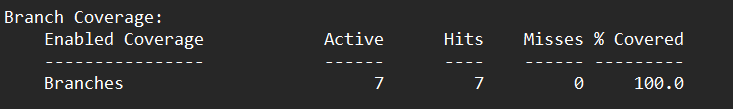 Branch Coverage:
    Enabled Coverage            Active      Hits    Misses % Covered
    ----------------            ------      ----    ------ ---------
    Branches                         7         7         0     100.0